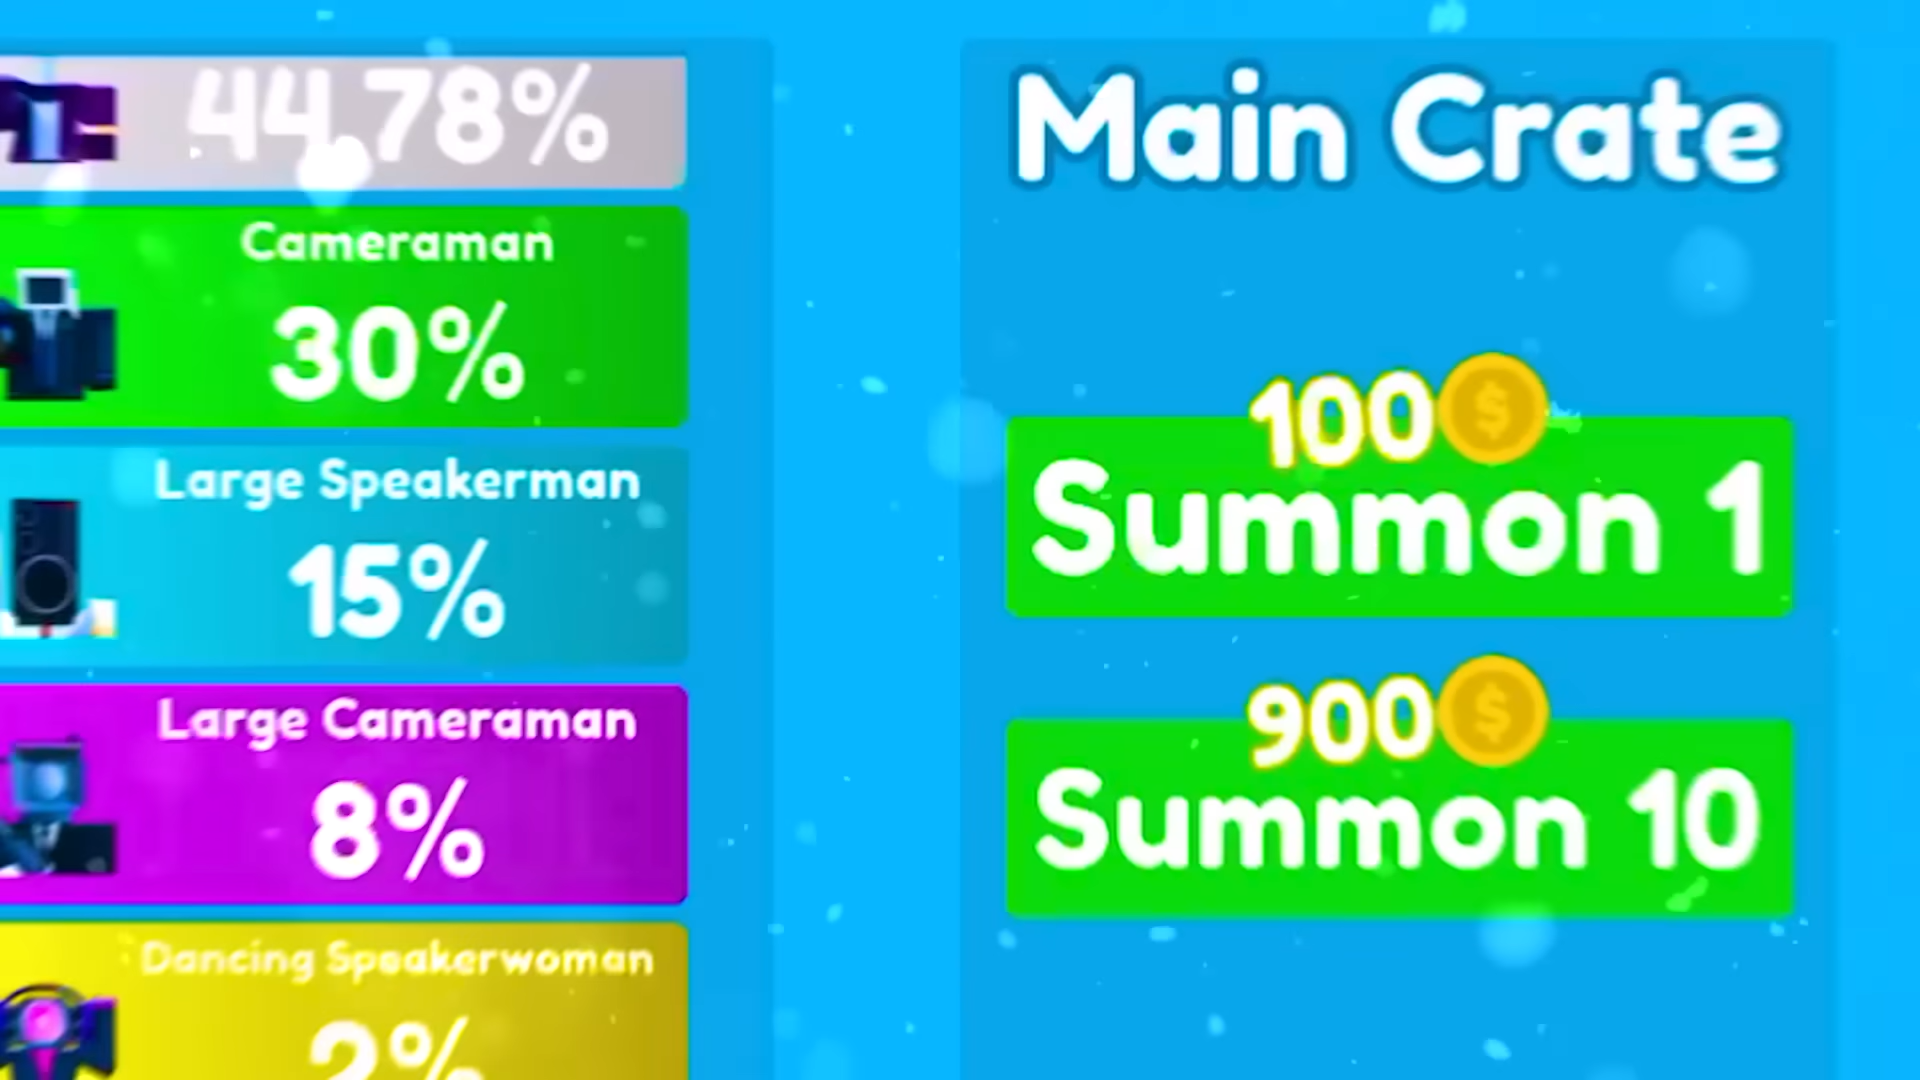 44.78%
Cameraman
30%
Large Speakerman
15%
Large Cameraman
8%
Dancing Speakerwoman
2%
Main Crate
100
Summon 1
900
Summon 10